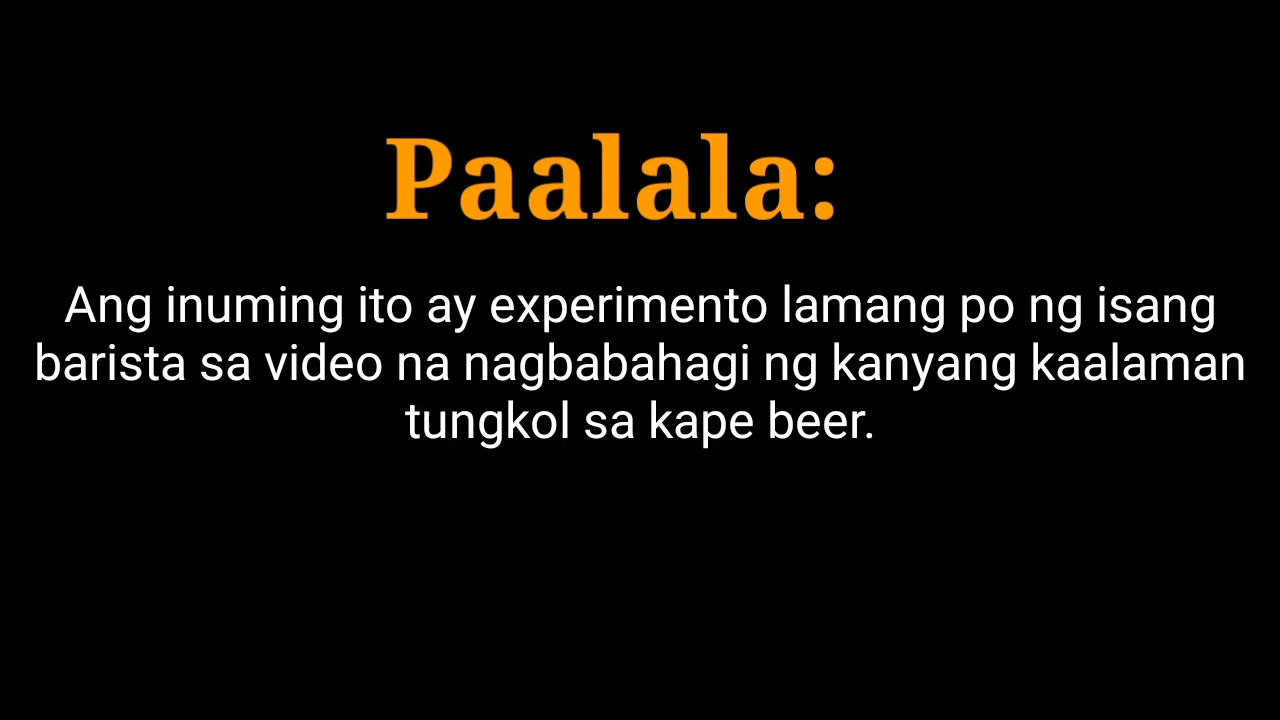 Paalala:
Ang inuming ito ay experimento lamang po ng isang
barista sa video na nagbabahagi ng kanyang kaalaman
tungkol sa kape beer.